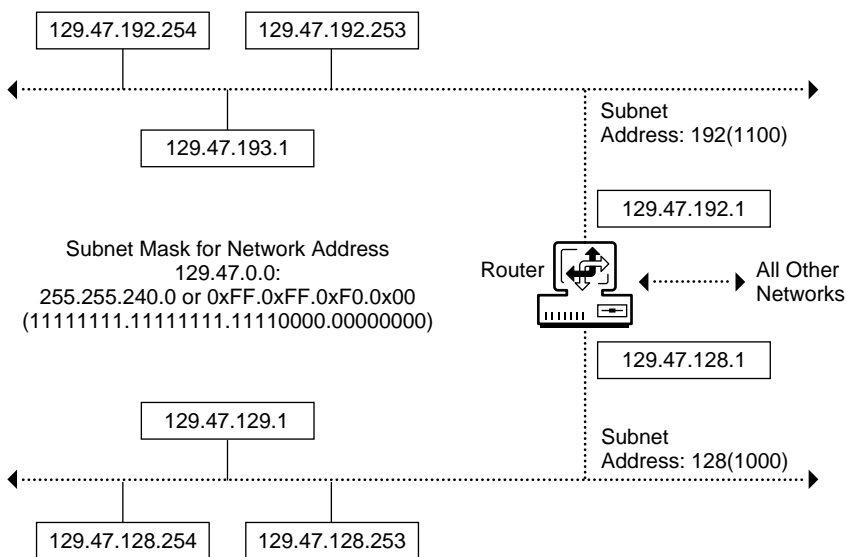 129.47.192.254
129.47.192.253
129.47.193.1
Subnet
Address: 192(1100)
129.47.192.1
Subnet Mask for Network Address
129.47.0.0:
255.255.240.0 or 0xFF.0xFF.0xF0.0x00
(11111111.11111111.11110000.00000000)
Router
All Other
Networks
129.47.128.1
129.47.129.1
Subnet
Address: 128(1000)
129.47.128.254
129.47.128.253